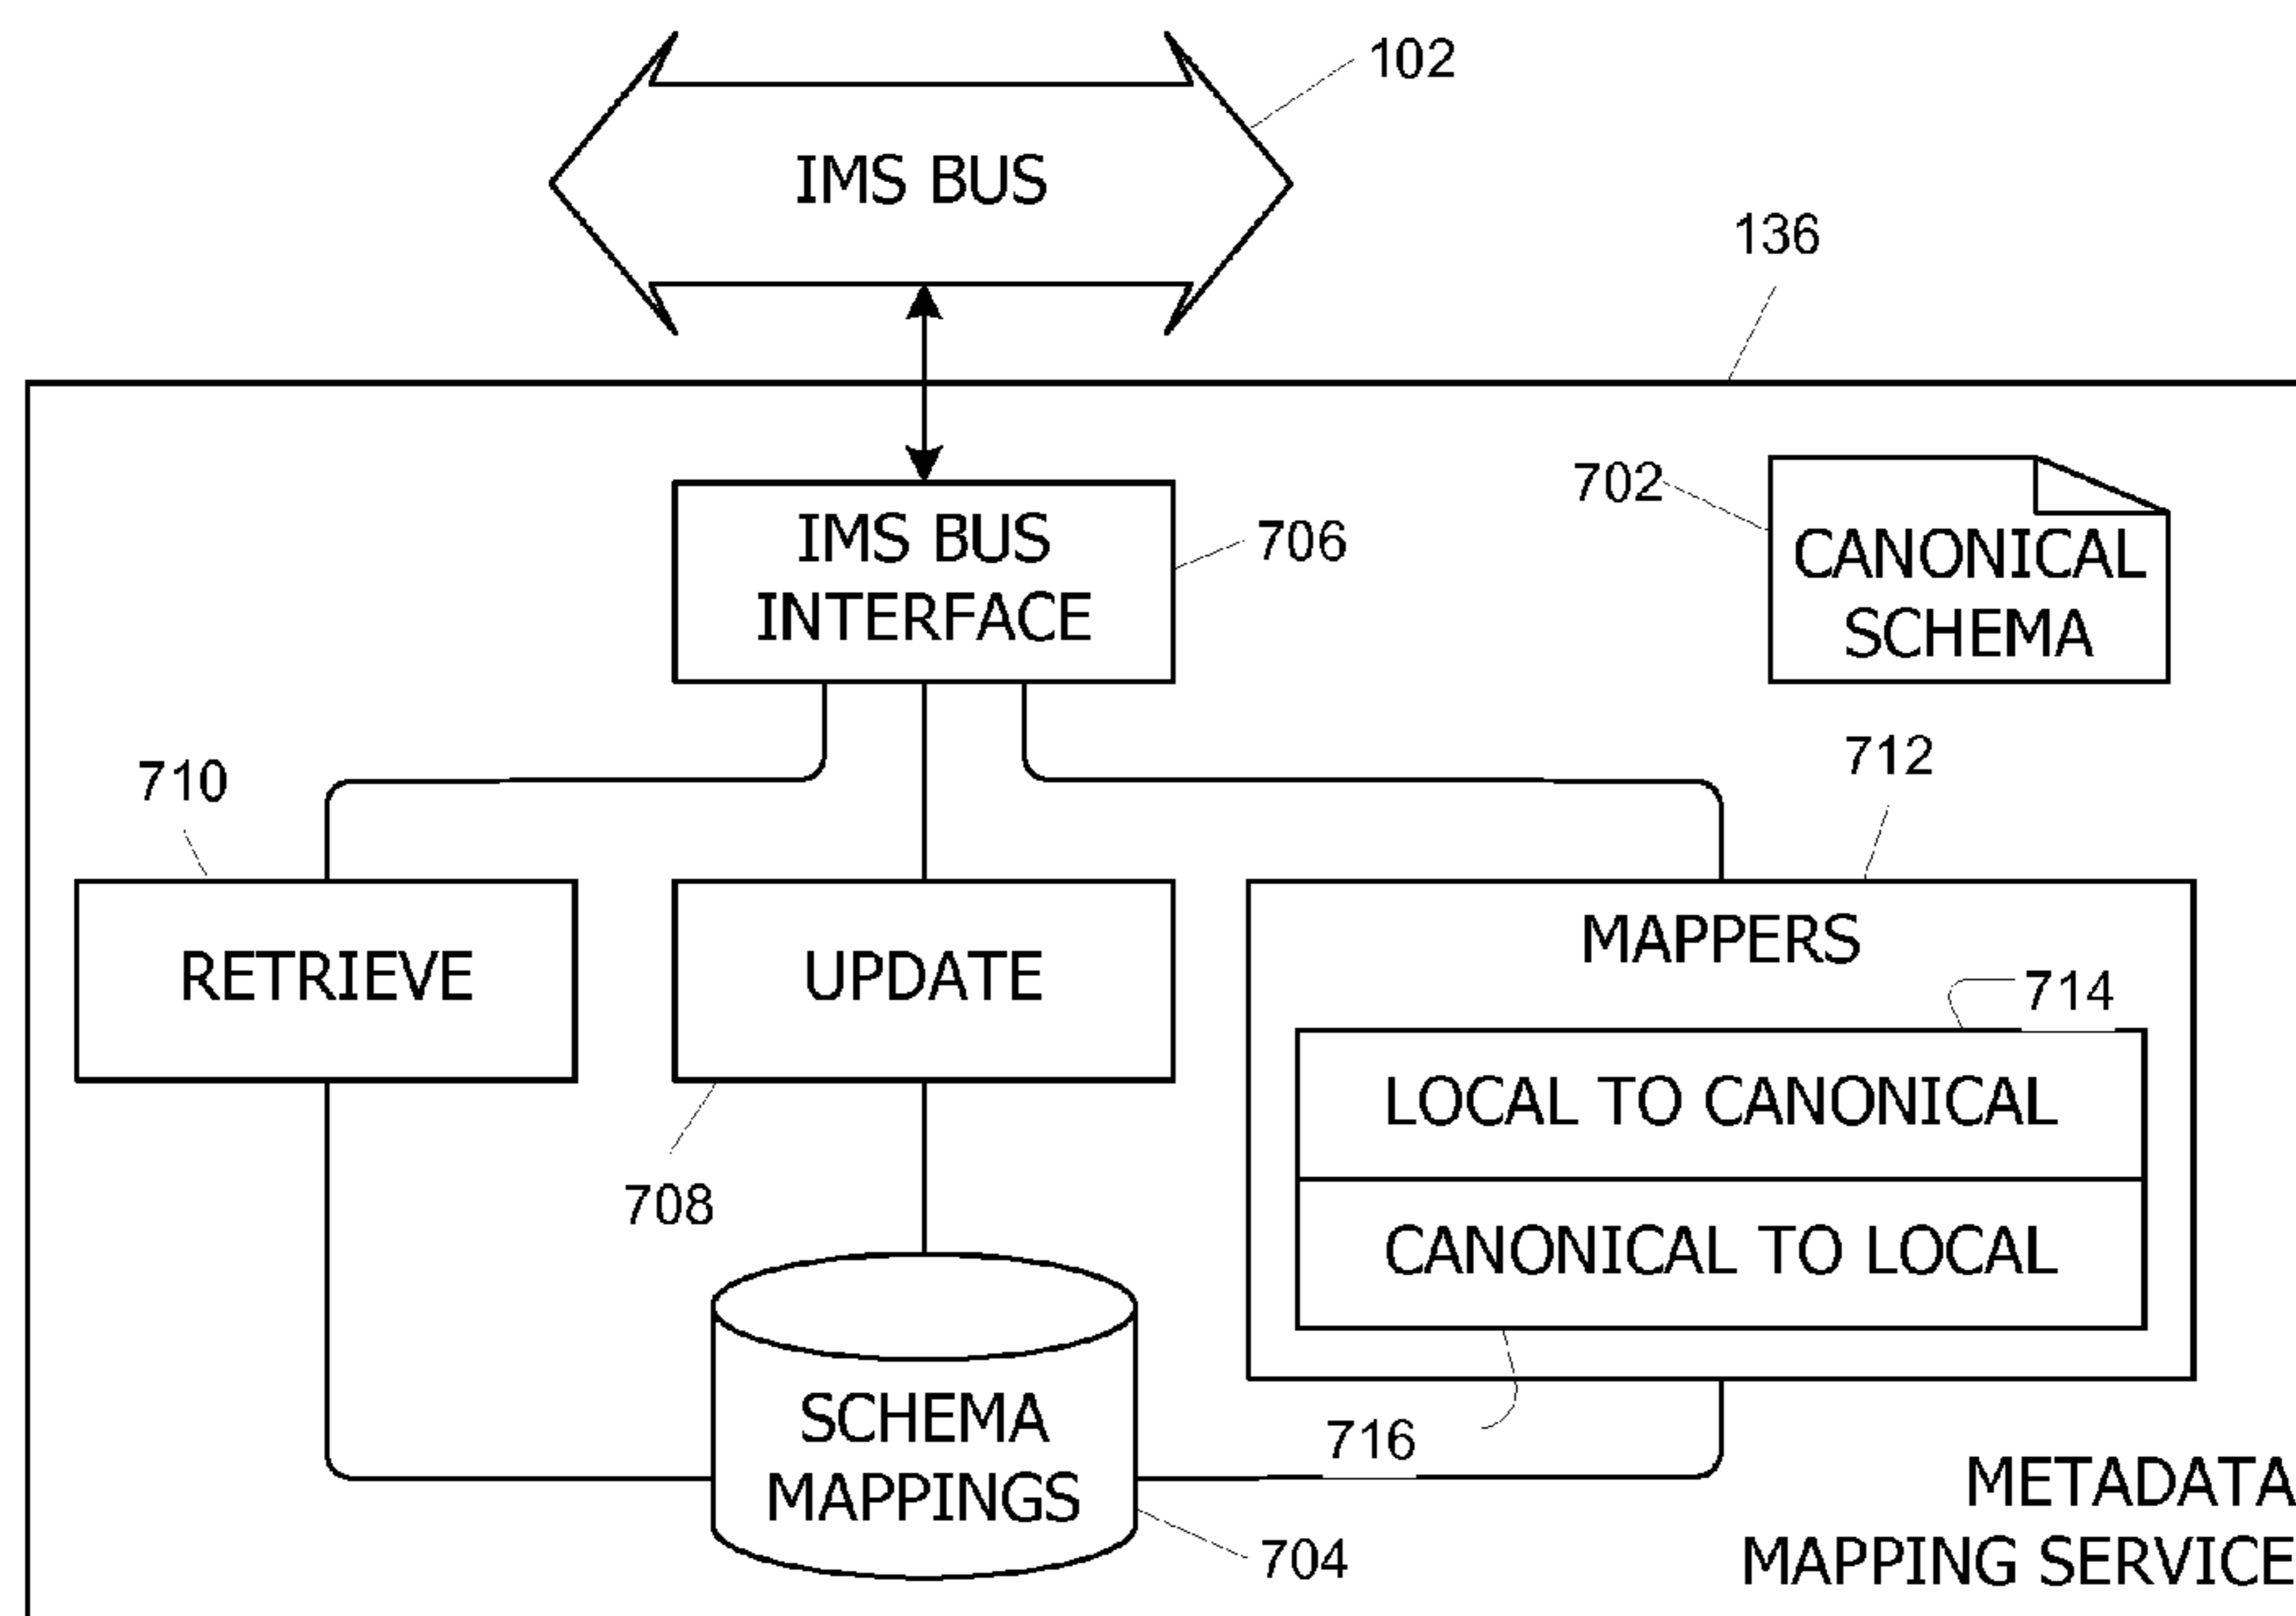 102
IMS BUS
136
IMS BUS
INTERFACE
706
702
CANONICAL
SCHEMA
710
712
RETRIEVE
UPDATE
MAPPERS
714
LOCAL TO CANONICAL
708
CANONICAL TO LOCAL
SCHEMA
MAPPINGS
716
704
METADATA
MAPPING SERVICE